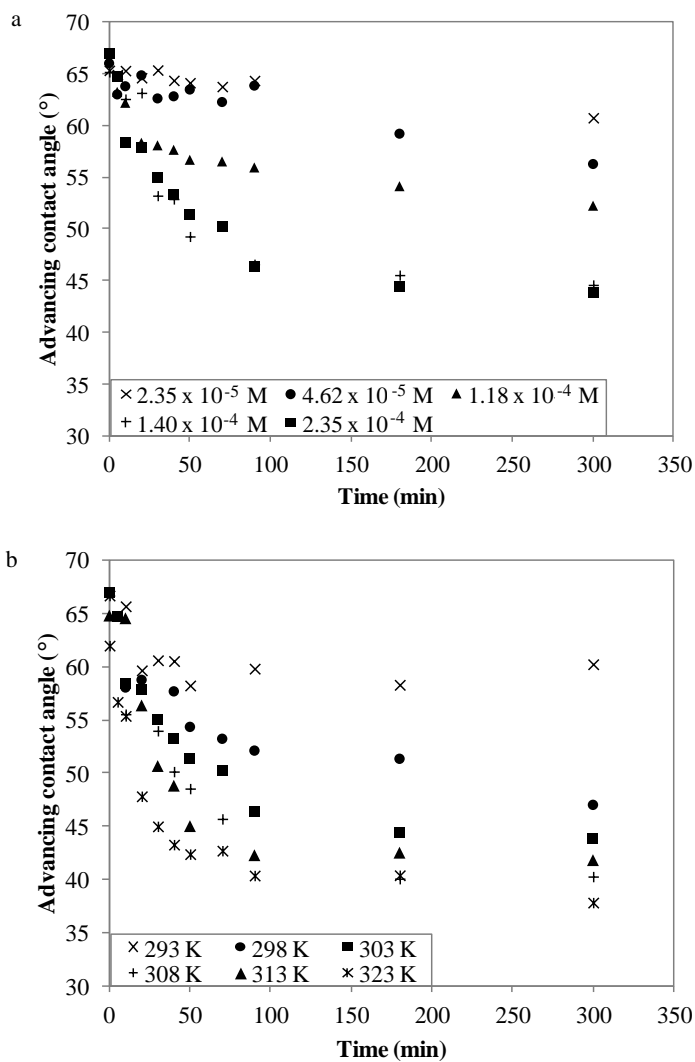 a
70
65
60
55
50
45
40
35
30
Advancing contact angle (°)
× 2.35 x 10⁻⁵ M ● 4.62 x 10⁻⁵ M ▲ 1.18 x 10⁻⁴ M
+ 1.40 x 10⁻⁴ M ■ 2.35 x 10⁻⁴ M
0 50 100 150 200 250 300 350
Time (min)
b
70
65
60
55
50
45
40
35
30
Advancing contact angle (°)
× 293 K ● 298 K ■ 303 K
+ 308 K ▲ 313 K ж 323 K
0 50 100 150 200 250 300 350
Time (min)